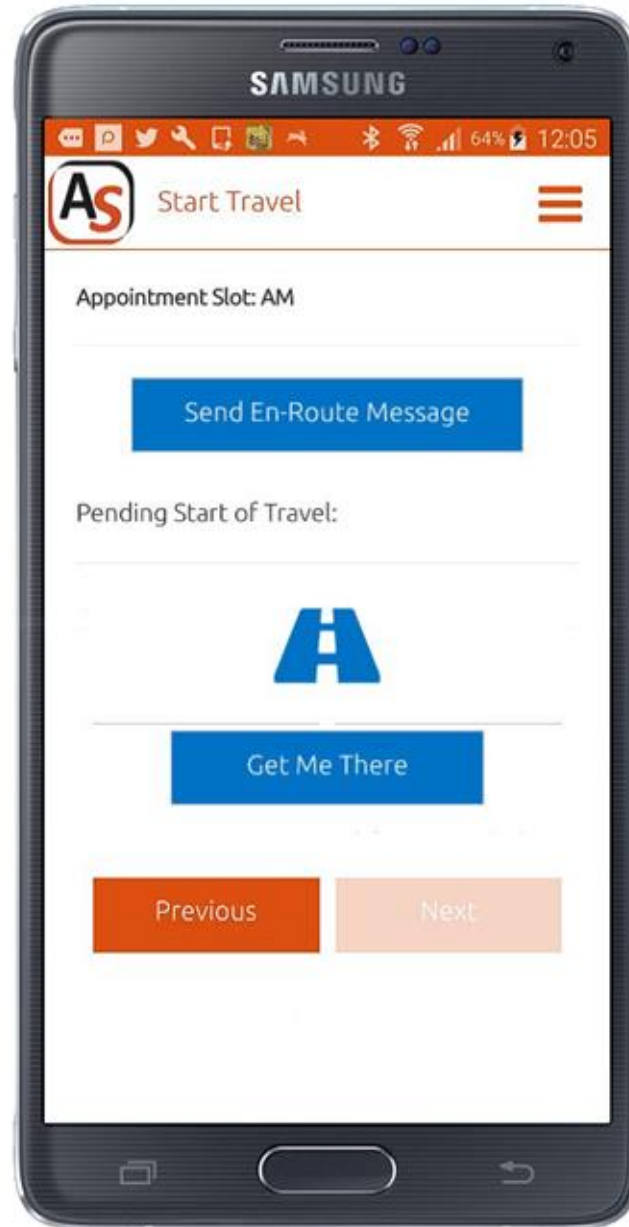 SAMSUNG
64% 12:05
AS Start Travel
Appointment Slot: AM
Send En-Route Message
Pending Start of Travel:
Get Me There
Previous Next